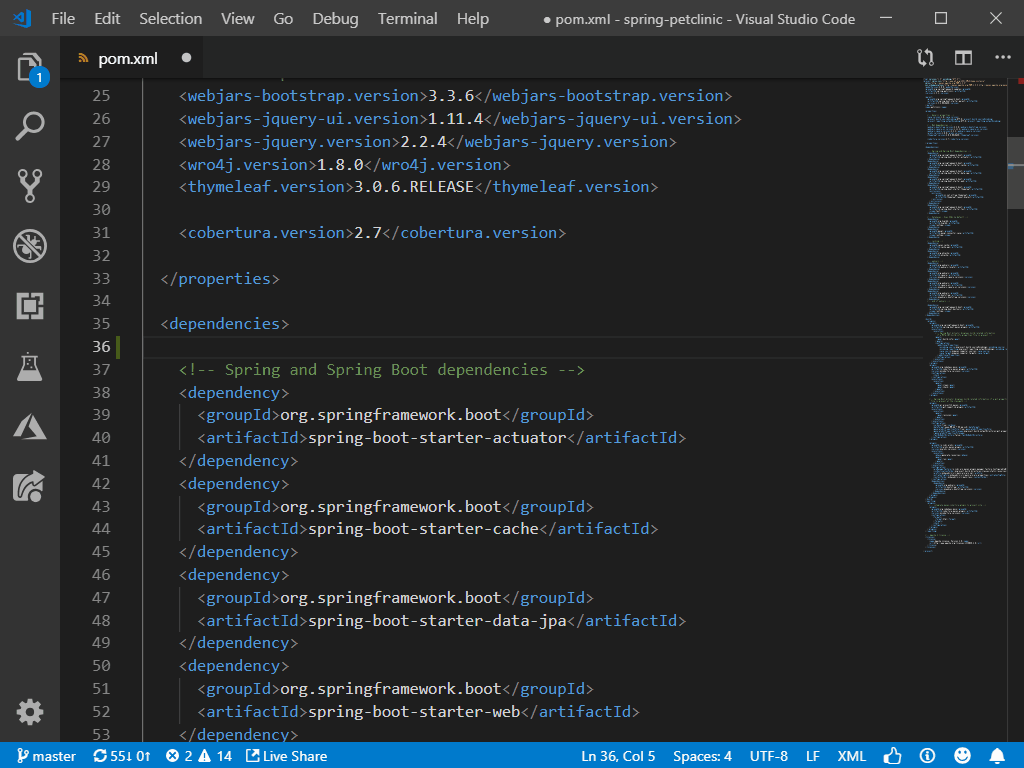 File Edit Selection View Go Debug Terminal Help ● pom.xml - spring-petclinic - Visual Studio Code
1
pom.xml
25 <webjars-bootstrap.version>3.3.6</webjars-bootstrap.version>
26 <webjars-jquery-ui.version>1.11.4</webjars-jquery-ui.version>
27 <webjars-jquery.version>2.2.4</webjars-jquery.version>
28 <wro4j.version>1.8.0</wro4j.version>
29 <thymeleaf.version>3.0.6.RELEASE</thymeleaf.version>
30
31 <cobertura.version>2.7</cobertura.version>
32
33 </properties>
34
35 <dependencies>
36
37 <!-- Spring and Spring Boot dependencies -->
38 <dependency>
39 <groupId>org.springframework.boot</groupId>
40 <artifactId>spring-boot-starter-actuator</artifactId>
41 </dependency>
42 <dependency>
43 <groupId>org.springframework.boot</groupId>
44 <artifactId>spring-boot-starter-cache</artifactId>
45 </dependency>
46 <dependency>
47 <groupId>org.springframework.boot</groupId>
48 <artifactId>spring-boot-starter-data-jpa</artifactId>
49 </dependency>
50 <dependency>
51 <groupId>org.springframework.boot</groupId>
52 <artifactId>spring-boot-starter-web</artifactId>
53 </dependency>
master 55↓ 0↑ 2 14 Live Share Ln 36, Col 5 Spaces: 4 UTF-8 LF XML